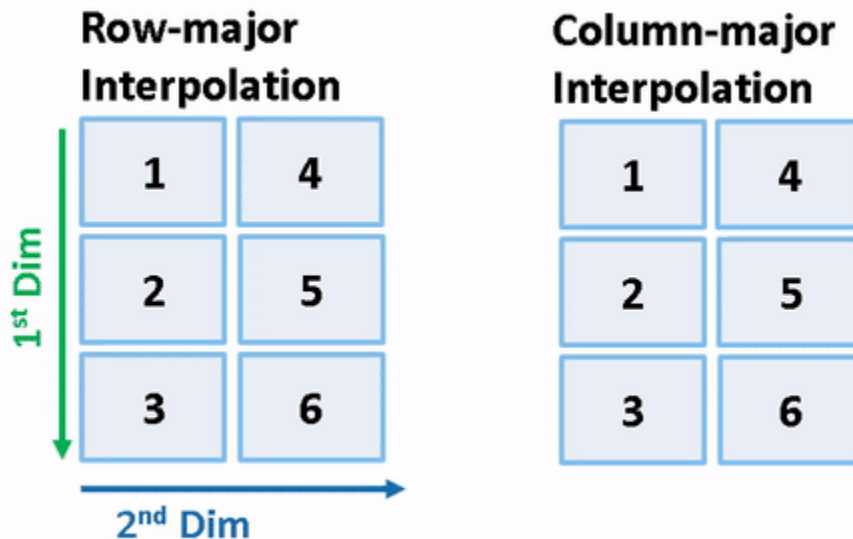 Row-major
Interpolation
Column-major
Interpolation
1 4
2 5
3 6
1st Dim
2nd Dim
1 4
2 5
3 6